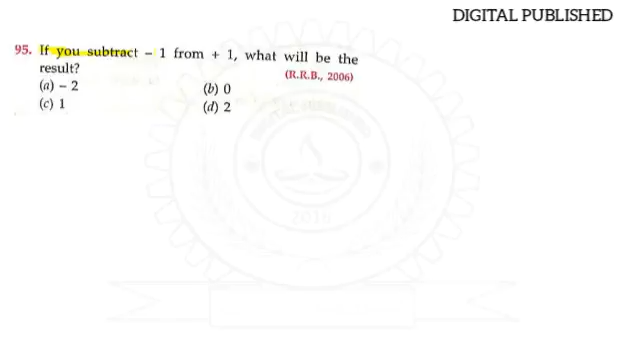 DIGITAL PUBLISHED
95. If you subtract – 1 from + 1, what will be the
result? (R.R.B., 2006)
(a) – 2 (b) 0
(c) 1 (d) 2
2016